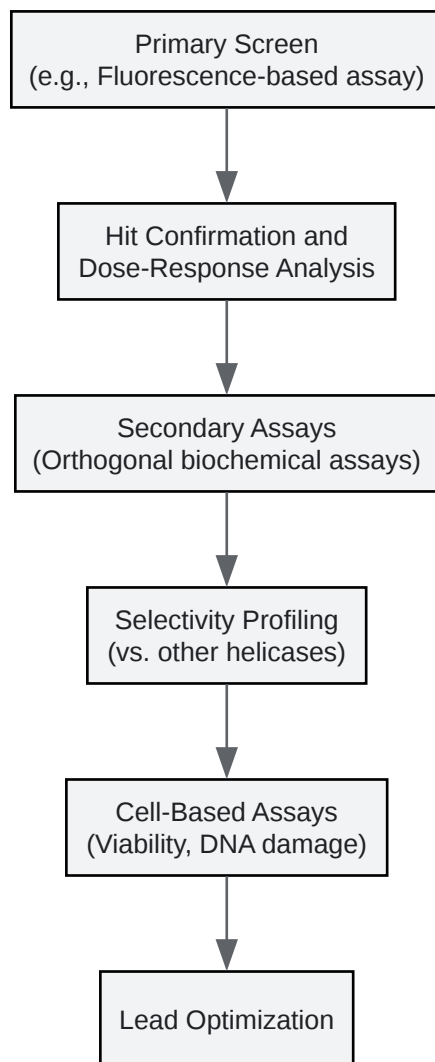 Primary Screen
(e.g., Fluorescence-based assay)
Hit Confirmation and
Dose-Response Analysis
Secondary Assays
(Orthogonal biochemical assays)
Selectivity Profiling
(vs. other helicases)
Cell-Based Assays
(Viability, DNA damage)
Lead Optimization